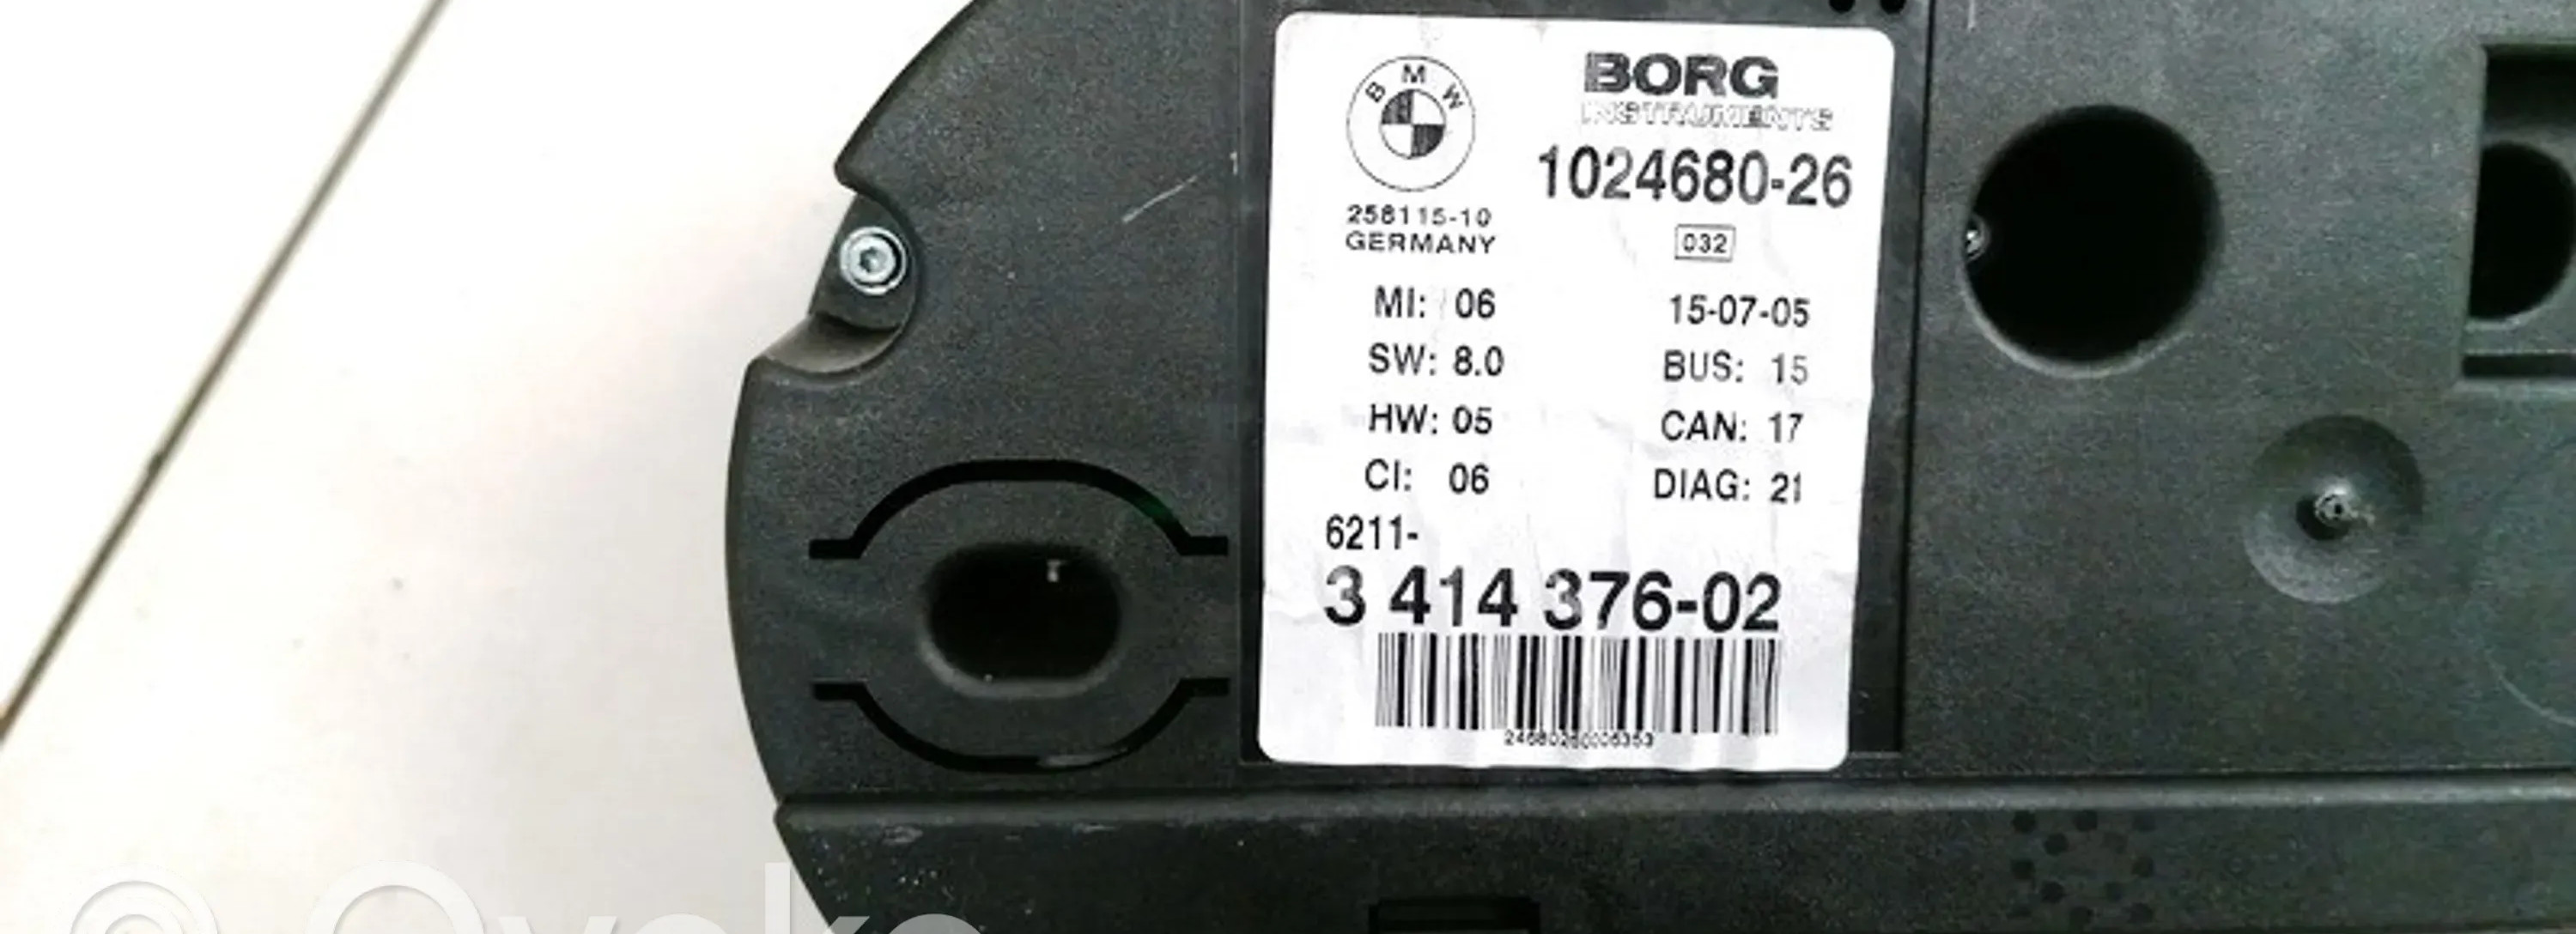 BMW
BORG
INSTRUMENTS
1024680-26
258115-10
GERMANY
032
MI: 06
15-07-05
SW: 8.0
BUS: 15
HW: 05
CAN: 17
CI: 06
DIAG: 21
6211-
3 414 376-02